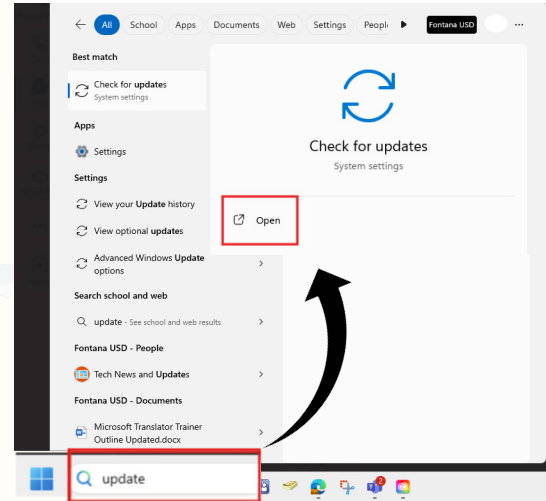 All School Apps Documents Web Settings People Fontana USD ...
Best match
Check for updates
System settings
Apps
Settings
Settings
View your Update history
View optional updates
Advanced Windows Update
options
Search school and web
update - See school and web results
Fontana USD - People
Tech News and Updates
Fontana USD - Documents
Microsoft Translator Trainer
Outline Updated.docx
Check for updates
System settings
Open
update